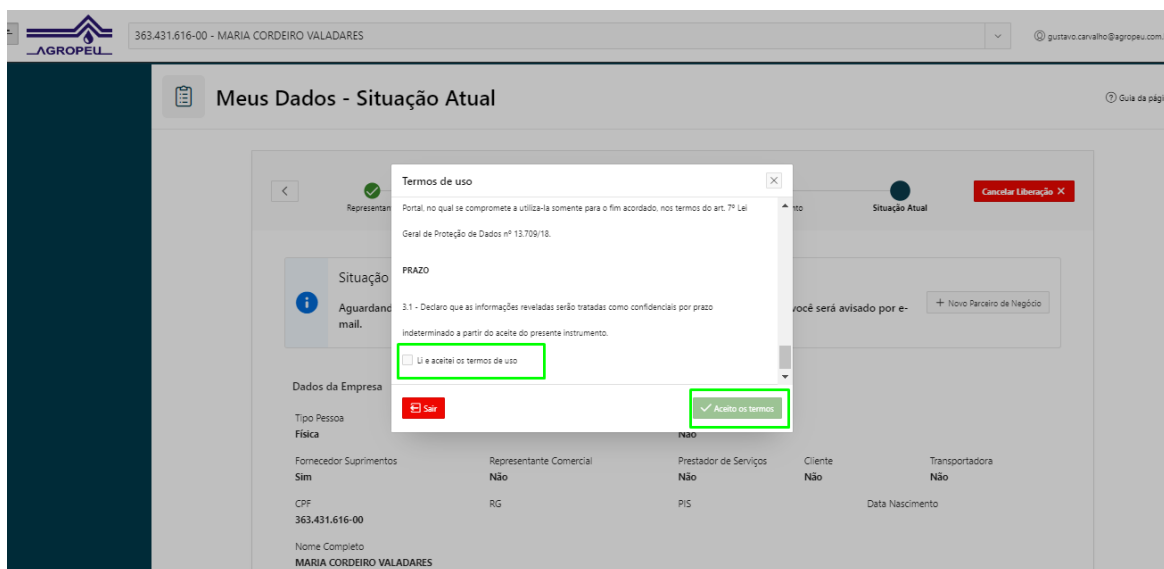 AGROPEU
363.431.616-00 - MARIA CORDEIRO VALADARES
gustavo.carvalho@agropeu.com.
Meus Dados - Situação Atual
Guia da pági
Representan
nto
Situação Atual
Cancelar Liberação X
Termos de uso
Portal, no qual se compromete a utiliza-la somente para o fim acordado, nos termos do art. 7º Lei
Geral de Proteção de Dados nº 13.709/18.
PRAZO
3.1 - Declaro que as informações reveladas serão tratadas como confidenciais por prazo
indeterminado a partir do aceite do presente instrumento.
Li e aceitei os termos de uso
Sair
Aceito os termos
Situação
Aguardand
você será avisado por e-
mail.
+ Novo Parceiro de Negócio
Dados da Empresa
Tipo Pessoa
Física
Não
Fornecedor Suprimentos Representante Comercial Prestador de Serviços Cliente Transportadora
Sim Não Não Não Não
CPF RG PIS Data Nascimento
363.431.616-00
Nome Completo
MARIA CORDEIRO VALADARES